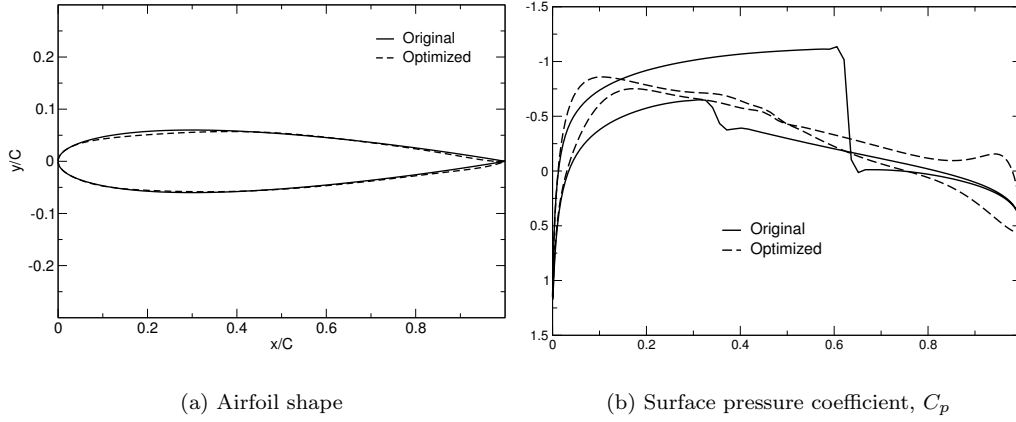 0.2
0.1
0
-0.1
-0.2
y/C
0
0.2
0.4
0.6
0.8
x/C
Original
Optimized
(a) Airfoil shape
-1.5
-1
-0.5
0
0.5
1
1.5
0
0.2
0.4
0.6
0.8
Original
Optimized
(b) Surface pressure coefficient, C_p